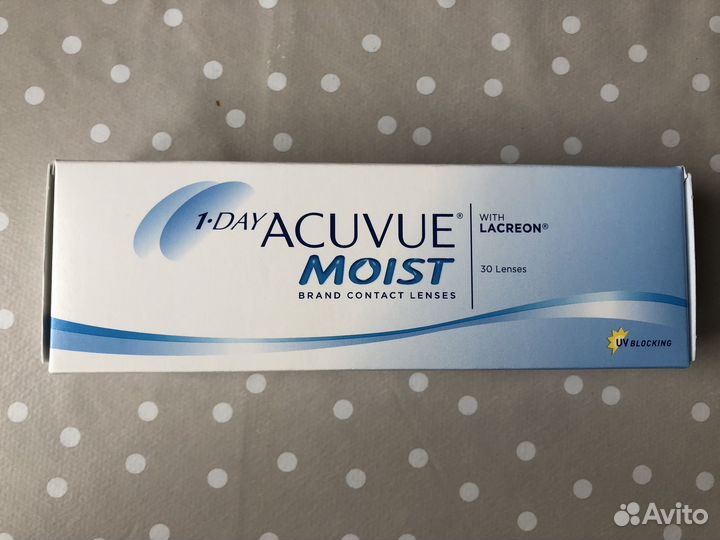 1·DAY ACUVUE®
MOIST
BRAND CONTACT LENSES
WITH
LACREON®
30 Lenses
UV BLOCKING
Avito